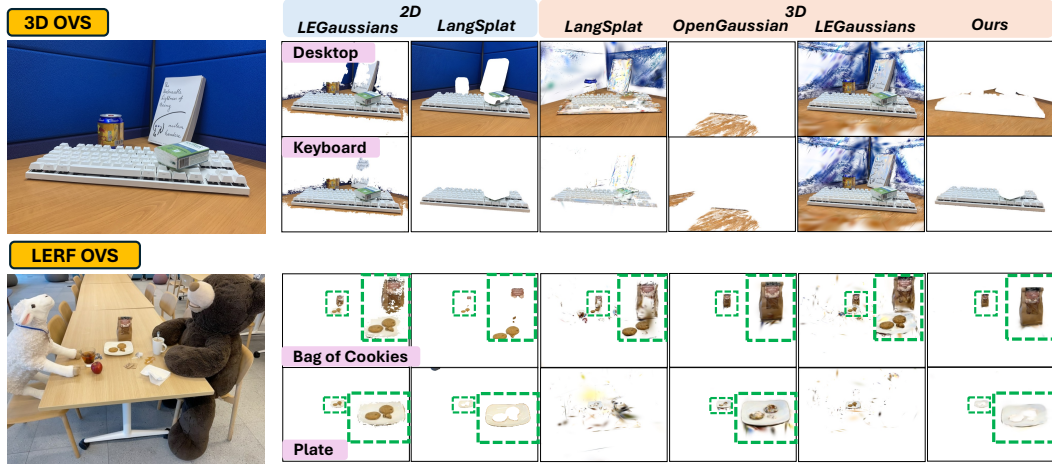 3D OVS
2D
3D
LEGaussians
LangSplat
LangSplat
OpenGaussian
LEGaussians
Ours
Desktop
Keyboard
LERF OVS
Bag of Cookies
Plate